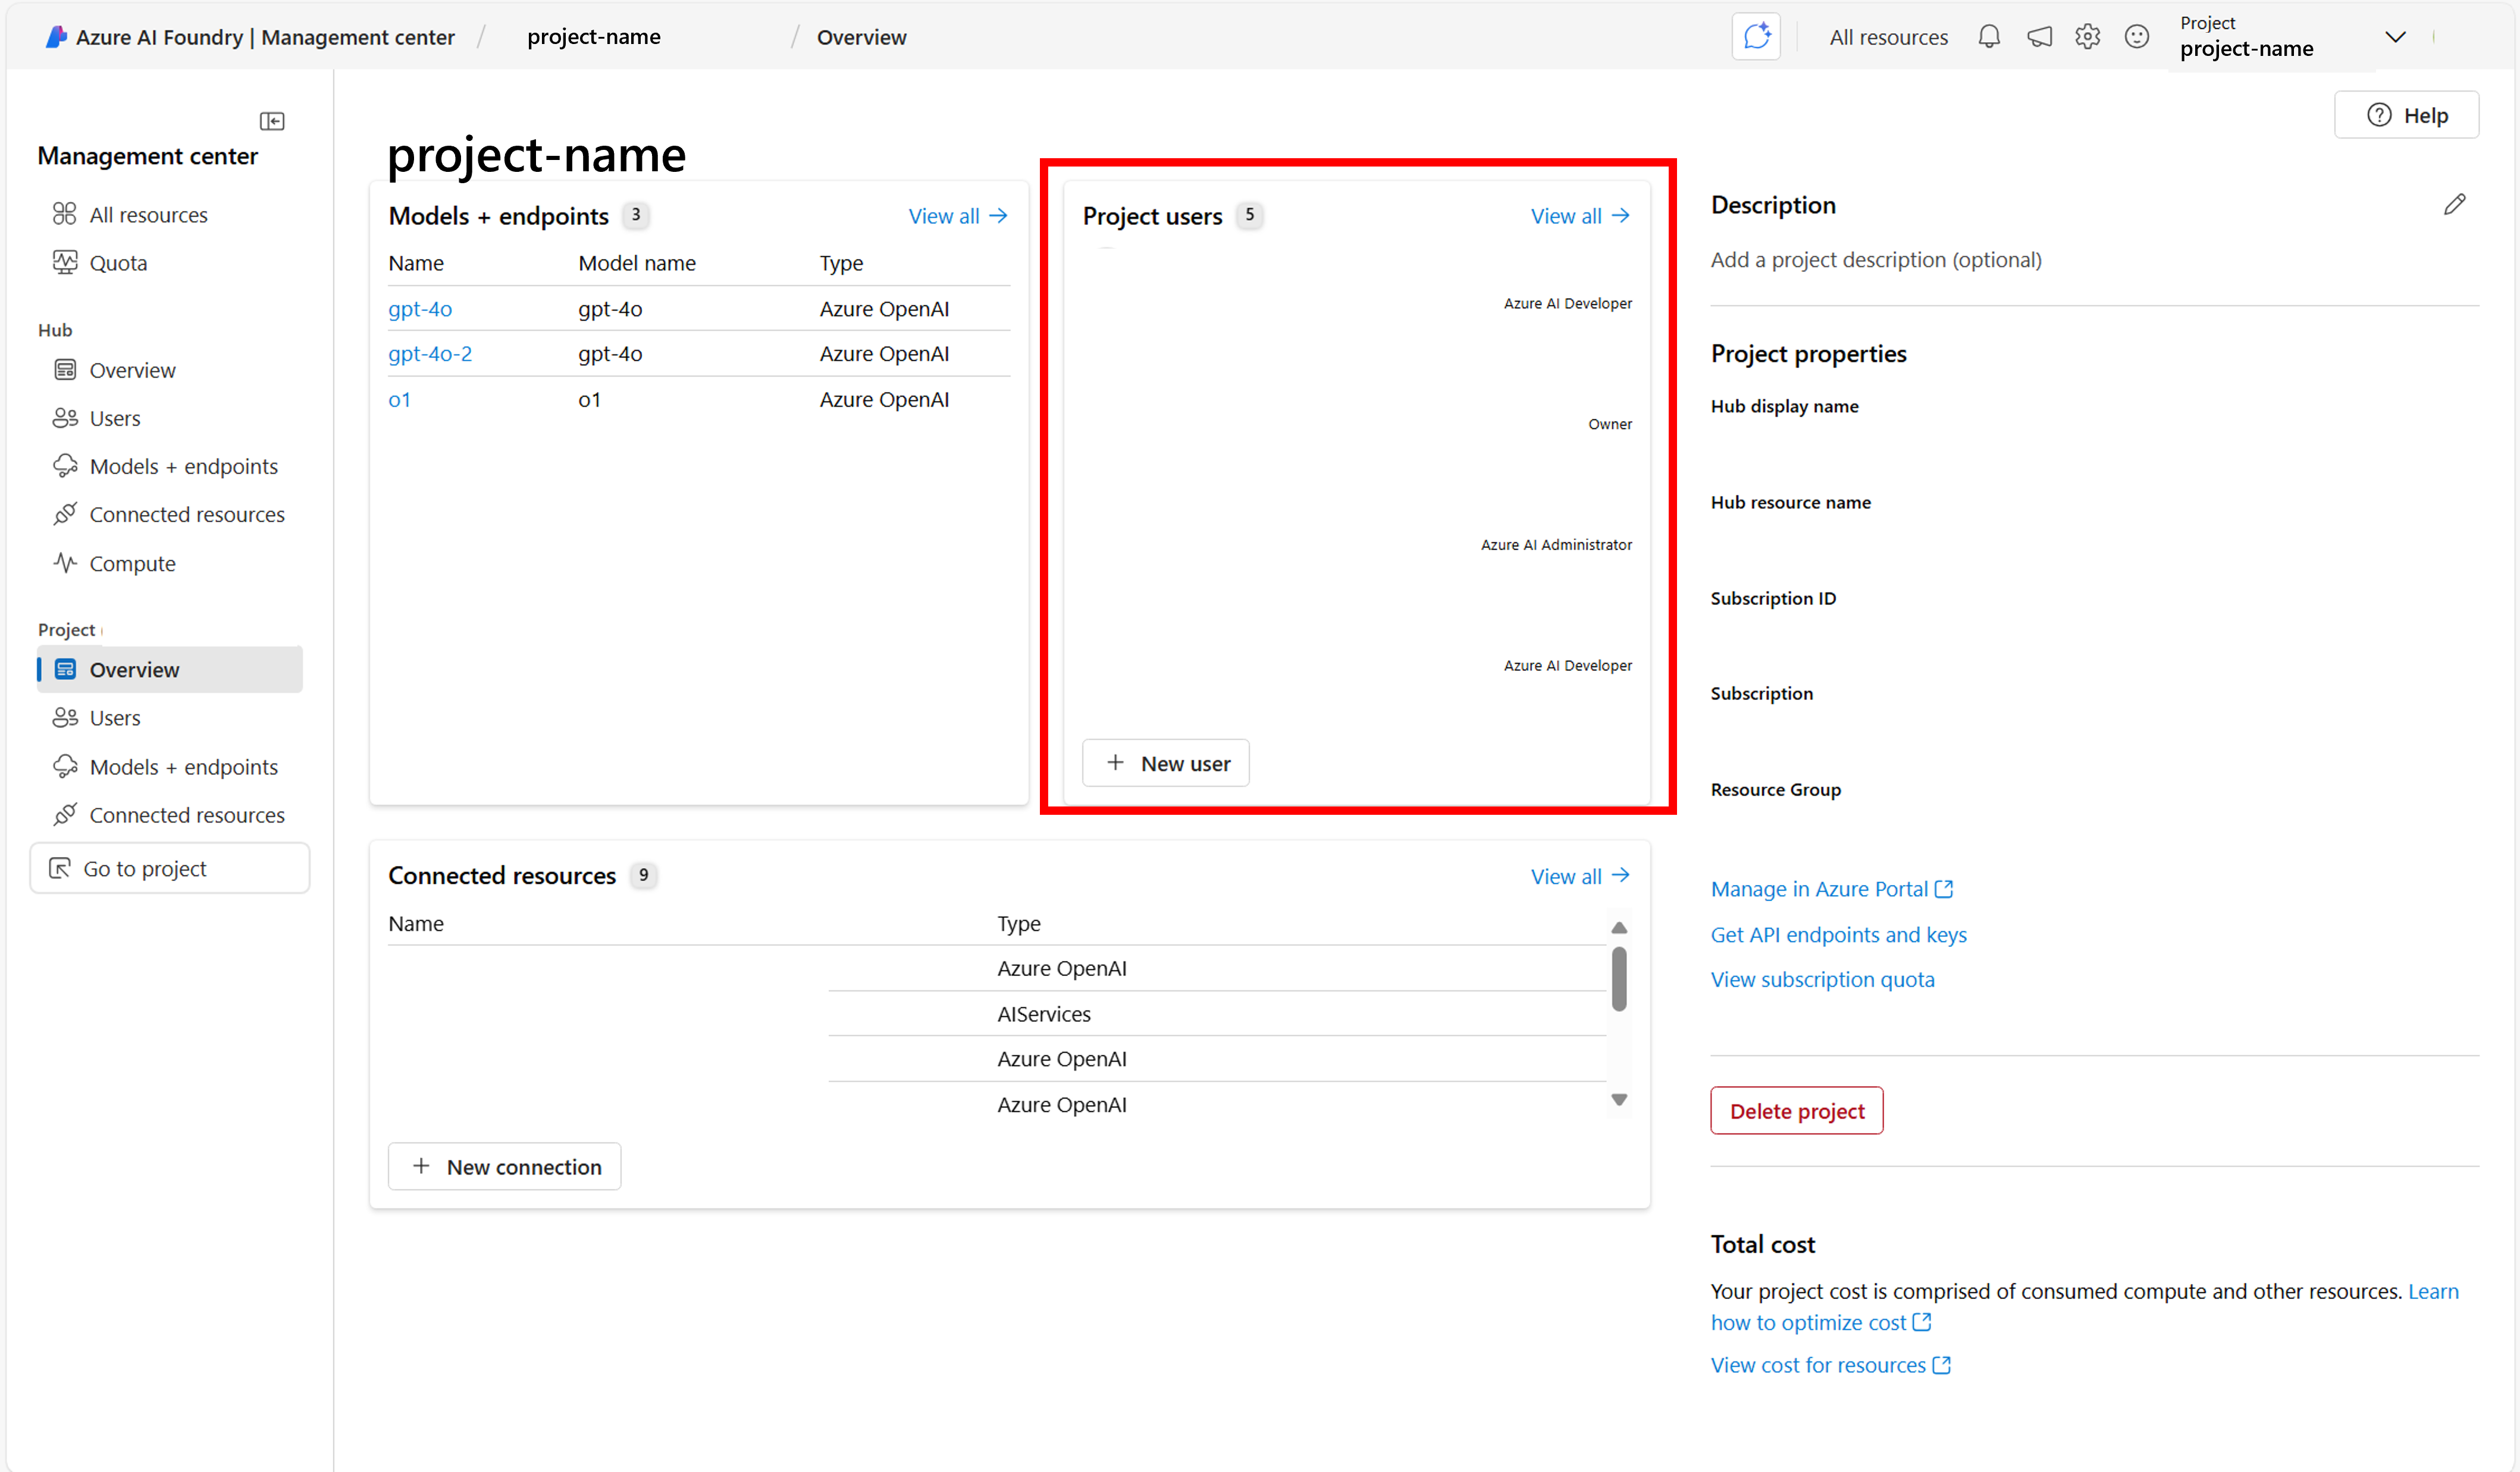 Azure AI Foundry | Management center / project-name / Overview
All resources
Project
project-name
Help
Management center
All resources
Quota
Hub
Overview
Users
Models + endpoints
Connected resources
Compute
Project
Overview
Users
Models + endpoints
Connected resources
Go to project
project-name
Models + endpoints 3 View all
Name Model name Type
gpt-4o gpt-4o Azure OpenAI
gpt-4o-2 gpt-4o Azure OpenAI
o1 o1 Azure OpenAI
Project users 5 View all
Azure AI Developer
Owner
Azure AI Administrator
Azure AI Developer
+ New user
Connected resources 9 View all
Name Type
Azure OpenAI
AIServices
Azure OpenAI
Azure OpenAI
+ New connection
Description
Add a project description (optional)
Project properties
Hub display name
Hub resource name
Subscription ID
Subscription
Resource Group
Manage in Azure Portal
Get API endpoints and keys
View subscription quota
Delete project
Total cost
Your project cost is comprised of consumed compute and other resources. Learn
how to optimize cost
View cost for resources